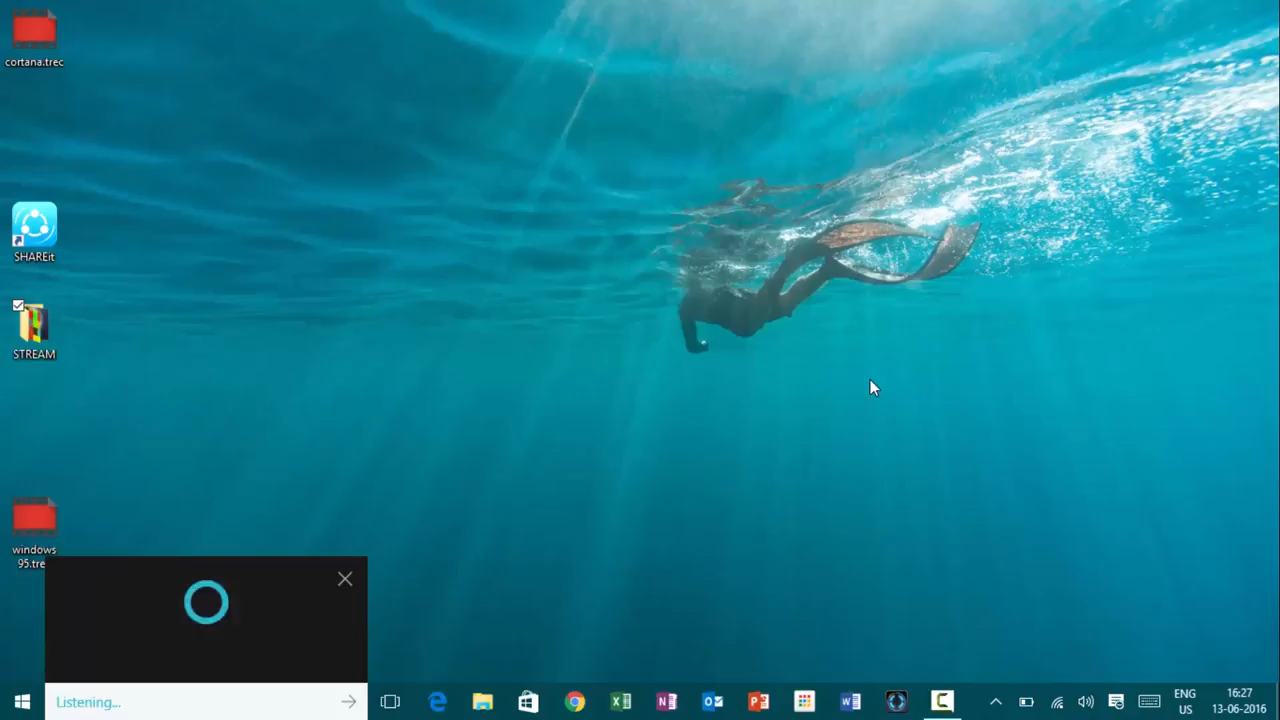 cortana.trec
SHAREit
STREAM
windows
95.tre
Listening...
ENG
US
16:27
13-06-2016